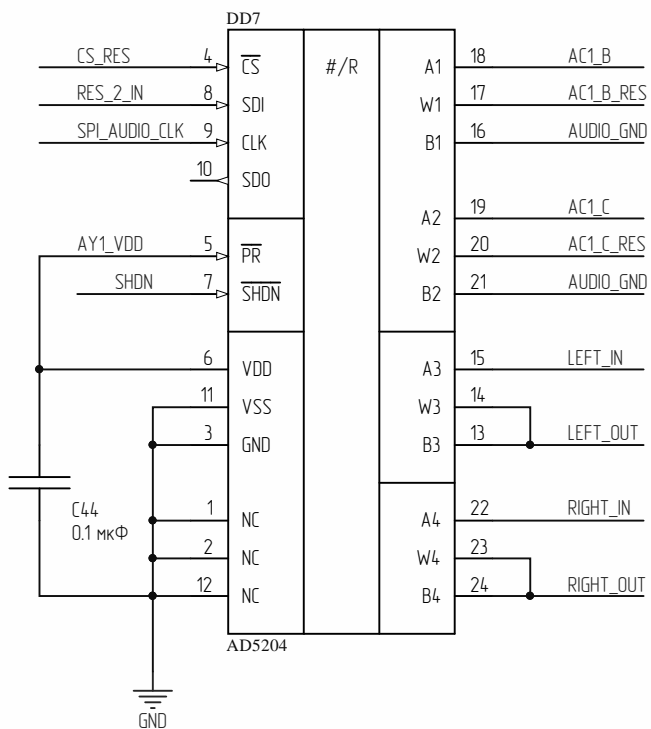 DD7
CS_RES 4 CS #/R A1 18 AC1_B
RES_2_IN 8 SDI W1 17 AC1_B_RES
SPI_AUDIO_CLK 9 CLK B1 16 AUDIO_GND
10 SDO
A2 19 AC1_C
AY1_VDD 5 PR W2 20 AC1_C_RES
SHDN 7 SHDN B2 21 AUDIO_GND
6 VDD A3 15 LEFT_IN
11 VSS W3 14
3 GND B3 13 LEFT_OUT
C44
0.1 мкФ
1 NC A4 22 RIGHT_IN
2 NC W4 23
12 NC B4 24 RIGHT_OUT
AD5204
GND